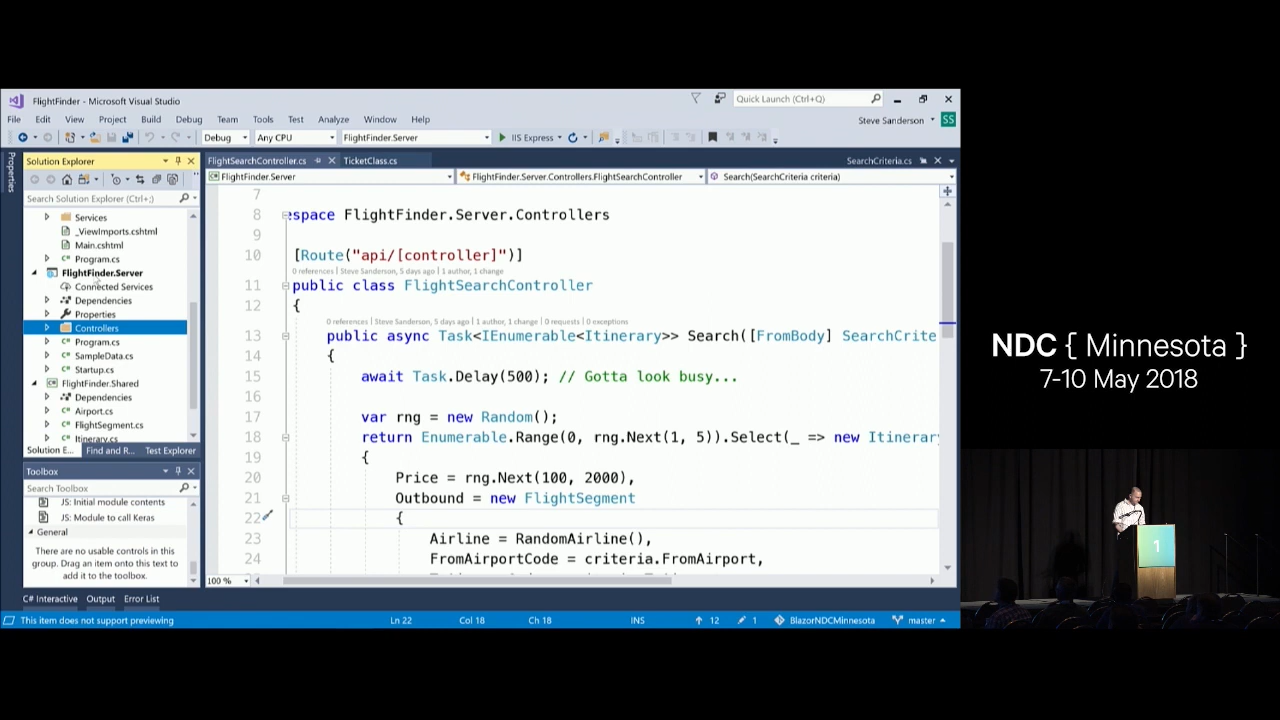 FlightFinder - Microsoft Visual Studio
Quick Launch (Ctrl+Q)
File Edit View Project Build Debug Team Tools Test Analyze Window Help
Steve Sanderson SS
Debug Any CPU FlightFinder.Server IIS Express
Properties
Solution Explorer
Search Solution Explorer (Ctrl+;)
Services
_ViewImports.cshtml
Main.cshtml
Program.cs
FlightFinder.Server
Connected Services
Dependencies
Properties
Controllers
Program.cs
SampleData.cs
Startup.cs
FlightFinder.Shared
Dependencies
Airport.cs
FlightSegment.cs
Itinerary.cs
Solution E... Find and R... Test Explorer
Toolbox
Search Toolbox
JS: Initial module contents
JS: Module to call Keras
General
There are no usable controls in this
group. Drag an item onto this text to
add it to the toolbox.
FlightSearchController.cs TicketClass.cs SearchCriteria.cs
FlightFinder.Server FlightFinder.Server.Controllers.FlightSearchController Search(SearchCriteria criteria)
7
8 espace FlightFinder.Server.Controllers
9
10 [Route("api/[controller]")]
0 references | Steve Sanderson, 5 days ago | 1 author, 1 change
11 public class FlightSearchController
12 {
0 references | Steve Sanderson, 5 days ago | 1 author, 1 change | 0 requests | 0 exceptions
13 public async Task<IEnumerable<Itinerary>> Search([FromBody] SearchCrite
14 {
15 await Task.Delay(500); // Gotta look busy...
16
17 var rng = new Random();
18 return Enumerable.Range(0, rng.Next(1, 5)).Select(_ => new Itinerar
19 {
20 Price = rng.Next(100, 2000),
21 Outbound = new FlightSegment
22 {
23 Airline = RandomAirline(),
24 FromAirportCode = criteria.FromAirport,
100 %
C# Interactive Output Error List
This item does not support previewing Ln 22 Col 18 Ch 18 INS 12 1 BlazorNDCMinnesota master
NDC { Minnesota }
7-10 May 2018
1